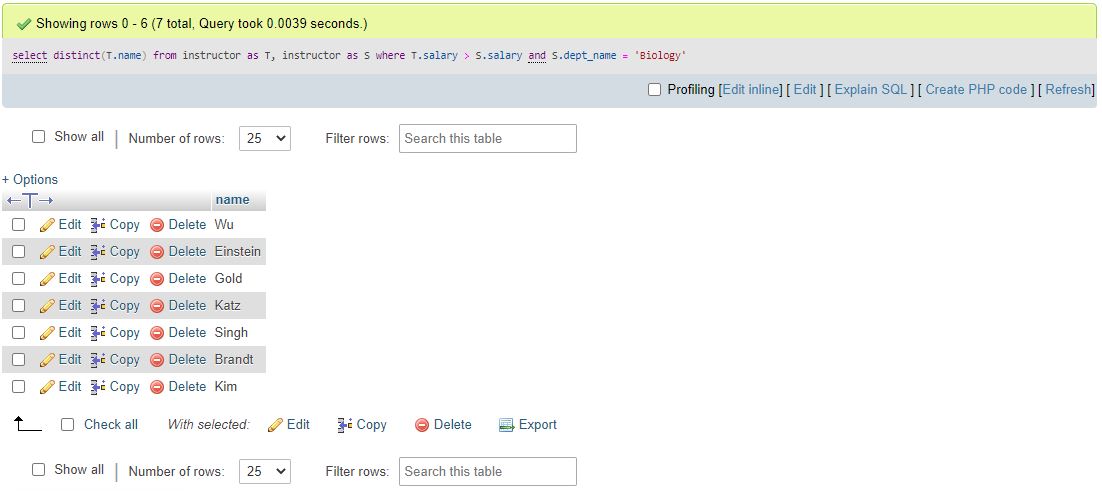 Showing rows 0 - 6 (7 total, Query took 0.0039 seconds.)
select distinct(T.name) from instructor as T, instructor as S where T.salary > S.salary and S.dept_name = 'Biology'
Profiling [Edit inline] [ Edit ] [ Explain SQL ] [ Create PHP code ] [ Refresh]
Show all | Number of rows: 25 Filter rows: Search this table
+ Options
←T→ name
Edit Copy Delete Wu
Edit Copy Delete Einstein
Edit Copy Delete Gold
Edit Copy Delete Katz
Edit Copy Delete Singh
Edit Copy Delete Brandt
Edit Copy Delete Kim
Check all With selected: Edit Copy Delete Export
Show all | Number of rows: 25 Filter rows: Search this table